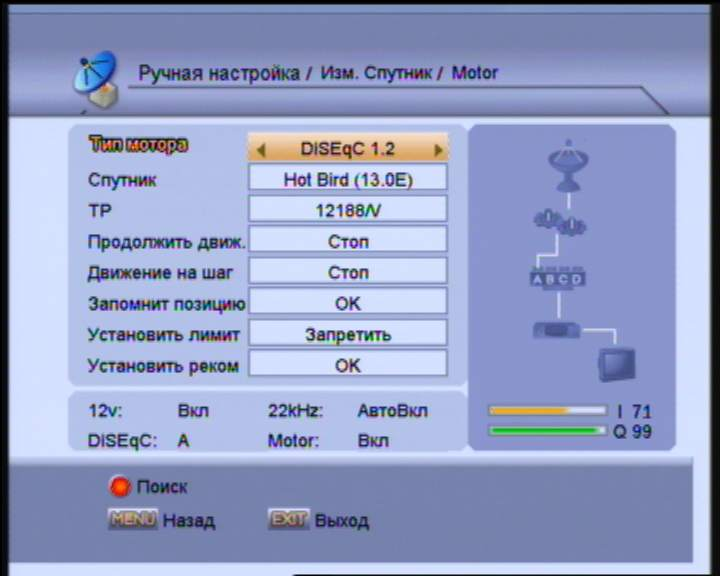 Ручная настройка / Изм. Спутник / Motor
Тип мотора DiSEqC 1.2
Спутник Hot Bird (13.0E)
TP 12188/V
Продолжить движ. Стоп
Движение на шаг Стоп
Запомнит позицию OK
Установить лимит Запретить
Установить реком OK
ABCD
12v: Вкл 22kHz: АвтоВкл
DiSEqC: A Motor: Вкл
I 71
Q 99
Поиск
MENU Назад EXIT Выход